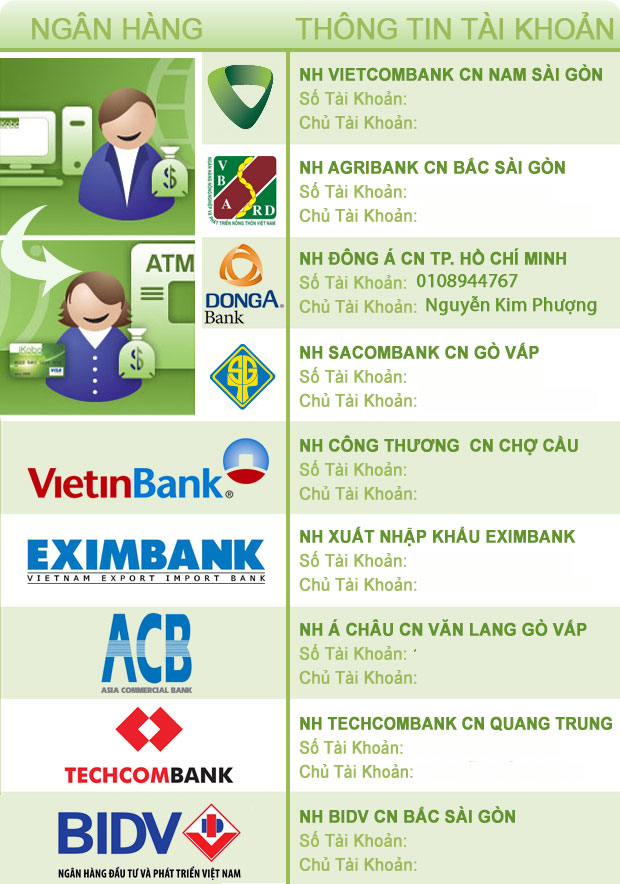 NGÂN HÀNG
THÔNG TIN TÀI KHOẢN
NH VIETCOMBANK CN NAM SÀI GÒN
Số Tài Khoản:
Chủ Tài Khoản:
VBARD
TRIỂN NÔNG THÔN VIỆT NAM
NH AGRIBANK CN BẮC SÀI GÒN
Số Tài Khoản:
Chủ Tài Khoản:
ATM
VISA
DONGA®
Bank
NH ĐÔNG Á CN TP. HỒ CHÍ MINH
Số Tài Khoản: 0108944767
Chủ Tài Khoản: Nguyễn Kim Phượng
NH SACOMBANK CN GÒ VẤP
Số Tài Khoản:
Chủ Tài Khoản:
VietinBank®
NH CÔNG THƯƠNG CN CHỢ CẦU
Số Tài Khoản:
Chủ Tài Khoản:
EXIMBANK
VIETNAM EXPORT IMPORT BANK
NH XUẤT NHẬP KHẨU EXIMBANK
Số Tài Khoản:
Chủ Tài Khoản:
ACB
ASIA COMMERCIAL BANK
NH Á CHÂU CN VĂN LANG GÒ VẤP
Số Tài Khoản:
Chủ Tài Khoản:
TECHCOMBANK
NH TECHCOMBANK CN QUANG TRUNG
Số Tài Khoản:
Chủ Tài Khoản:
BIDV
NGÂN HÀNG ĐẦU TƯ VÀ PHÁT TRIỂN VIỆT NAM
NH BIDV CN BẮC SÀI GÒN
Số Tài Khoản:
Chủ Tài Khoản: